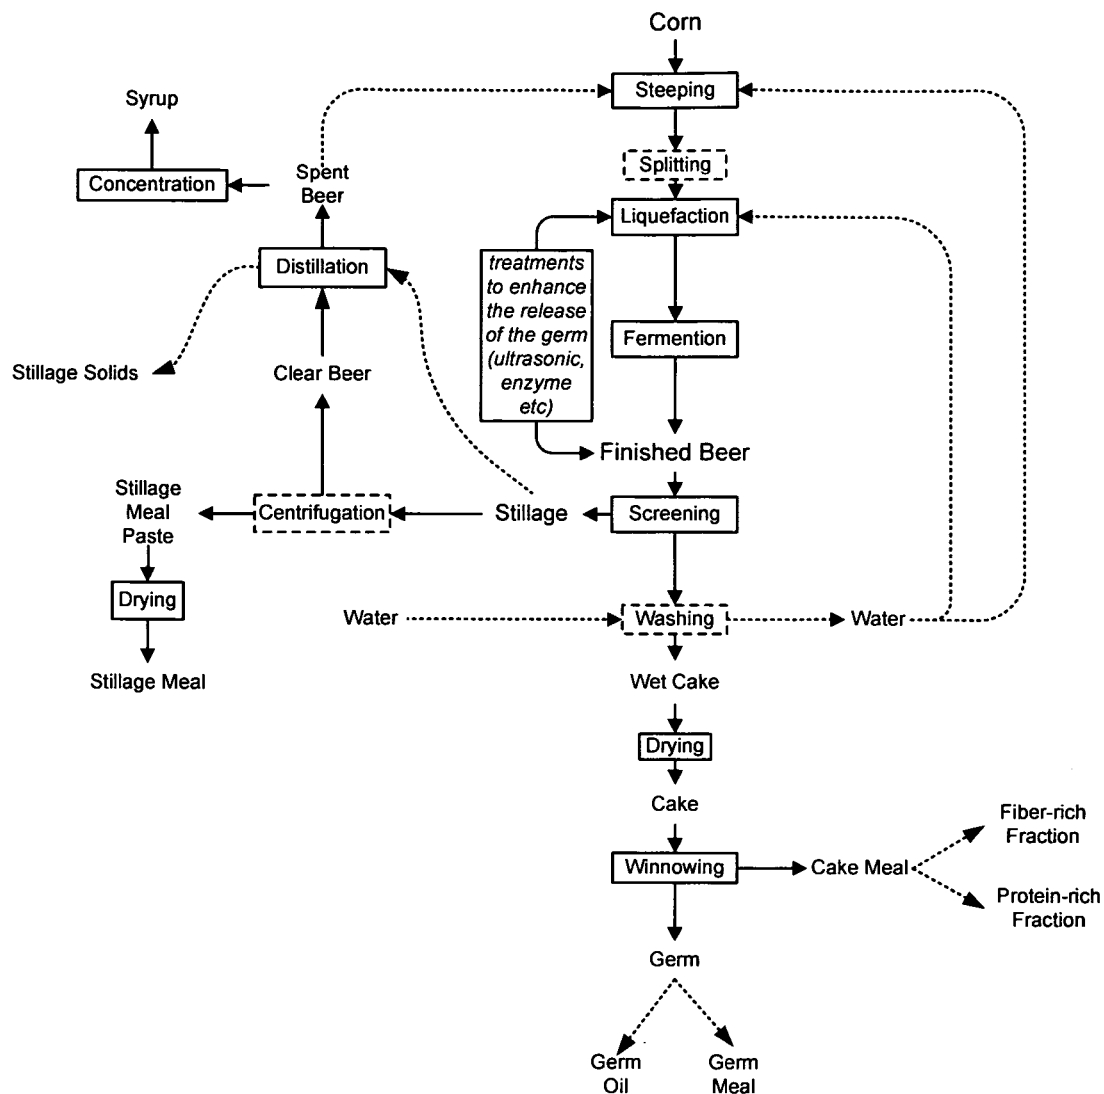 Corn
Steeping
Syrup
Splitting
Concentration
Spent
Beer
Liquefaction
Distillation
treatments
to enhance
the release
of the germ
(ultrasonic,
enzyme
etc)
Fermention
Stillage Solids
Clear Beer
Finished Beer
Stillage
Meal
Paste
Centrifugation
Stillage
Screening
Drying
Water
Washing
Water
Stillage Meal
Wet Cake
Drying
Cake
Fiber-rich
Fraction
Winnowing
Cake Meal
Protein-rich
Fraction
Germ
Germ
Oil
Germ
Meal